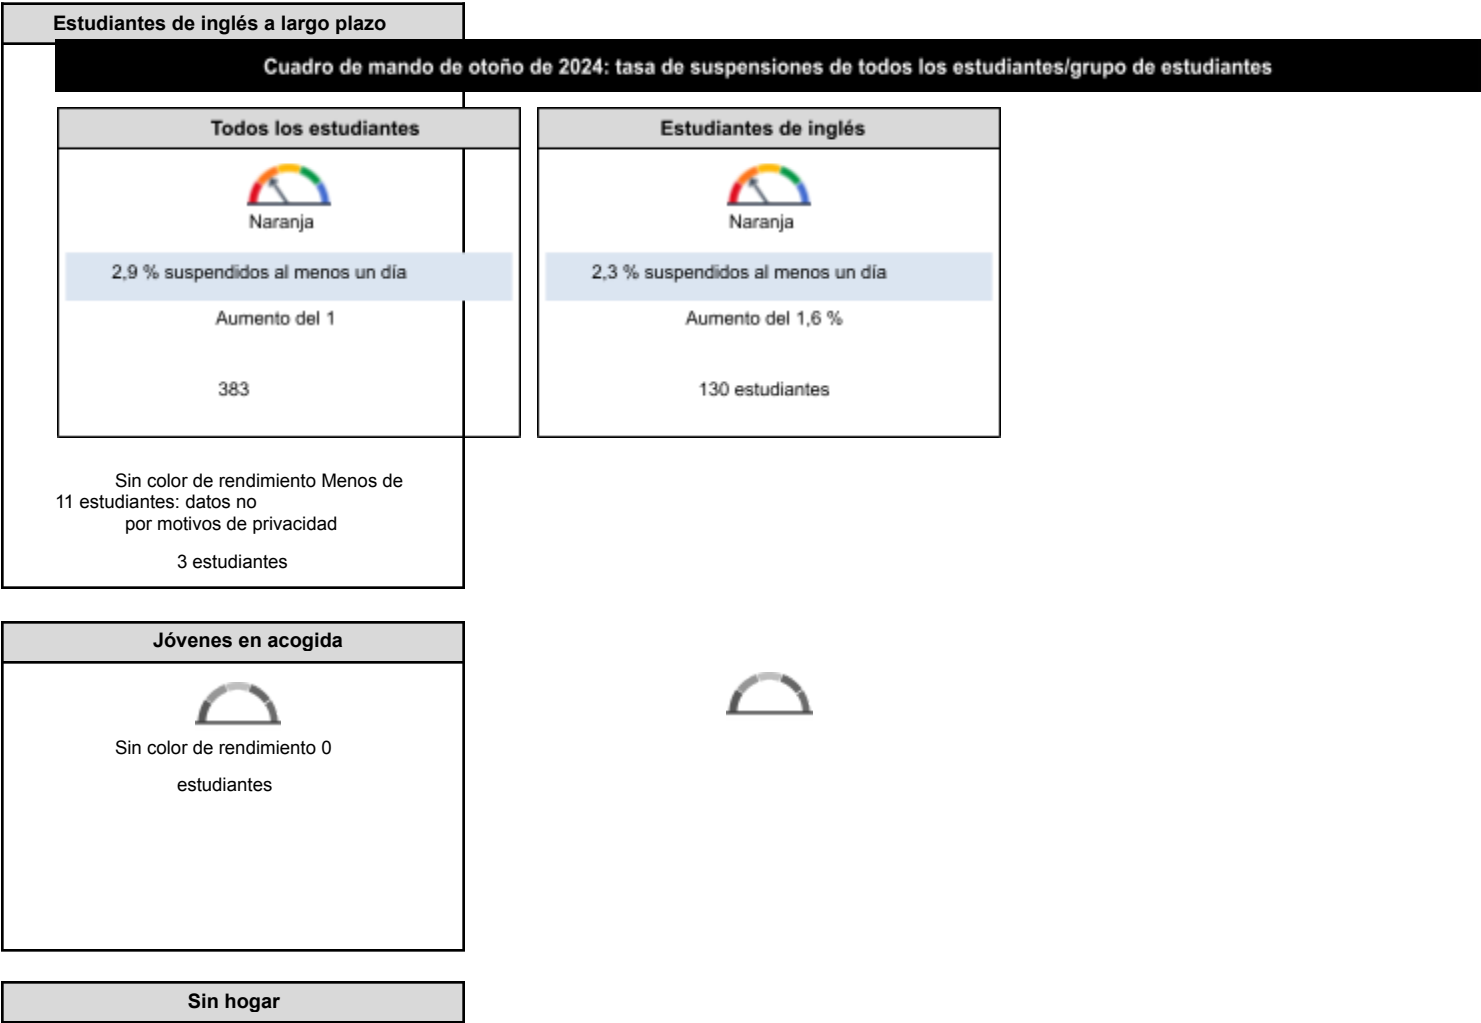 Estudiantes de inglés a largo plazo
Cuadro de mando de otoño de 2024: tasa de suspensiones de todos los estudiantes/grupo de estudiantes
Todos los estudiantes
Naranja
2,9 % suspendidos al menos un día
Aumento del 1
383
Estudiantes de inglés
Naranja
2,3 % suspendidos al menos un día
Aumento del 1,6 %
130 estudiantes
Sin color de rendimiento Menos de
11 estudiantes: datos no
por motivos de privacidad
3 estudiantes
Jóvenes en acogida
Sin color de rendimiento 0
estudiantes
Sin hogar